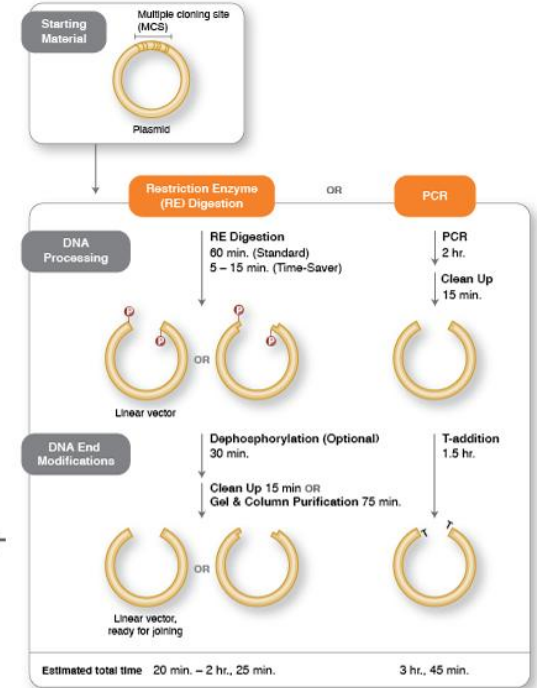 Starting
Material
Multiple cloning site
(MCS)
Plasmid
Restriction Enzyme
(RE) Digestion
OR
PCR
DNA
Processing
RE Digestion
60 min. (Standard)
5 – 15 min. (Time-Saver)
PCR
2 hr.
Clean Up
15 min.
P
P
OR
P
P
Linear vector
DNA End
Modifications
Dephosphorylation (Optional)
30 min.
Clean Up 15 min OR
Gel & Column Purification 75 min.
T-addition
1.5 hr.
OR
T
T
Linear vector,
ready for joining
Estimated total time 20 min. – 2 hr., 25 min. 3 hr., 45 min.